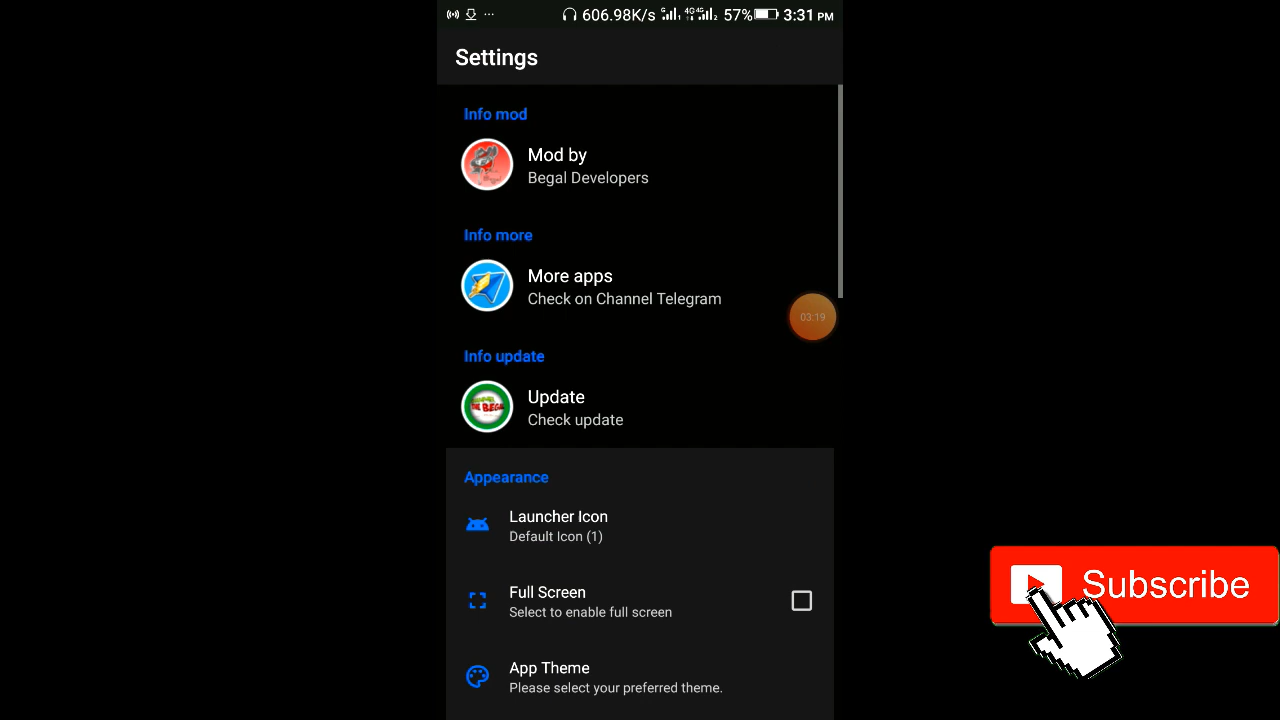 606.98K/s 57% 3:31 PM
Settings
Info mod
Mod by
Begal Developers
Info more
More apps
Check on Channel Telegram
03:19
Info update
Update
Check update
Appearance
Launcher Icon
Default Icon (1)
Full Screen
Select to enable full screen
App Theme
Please select your preferred theme.
Subscribe